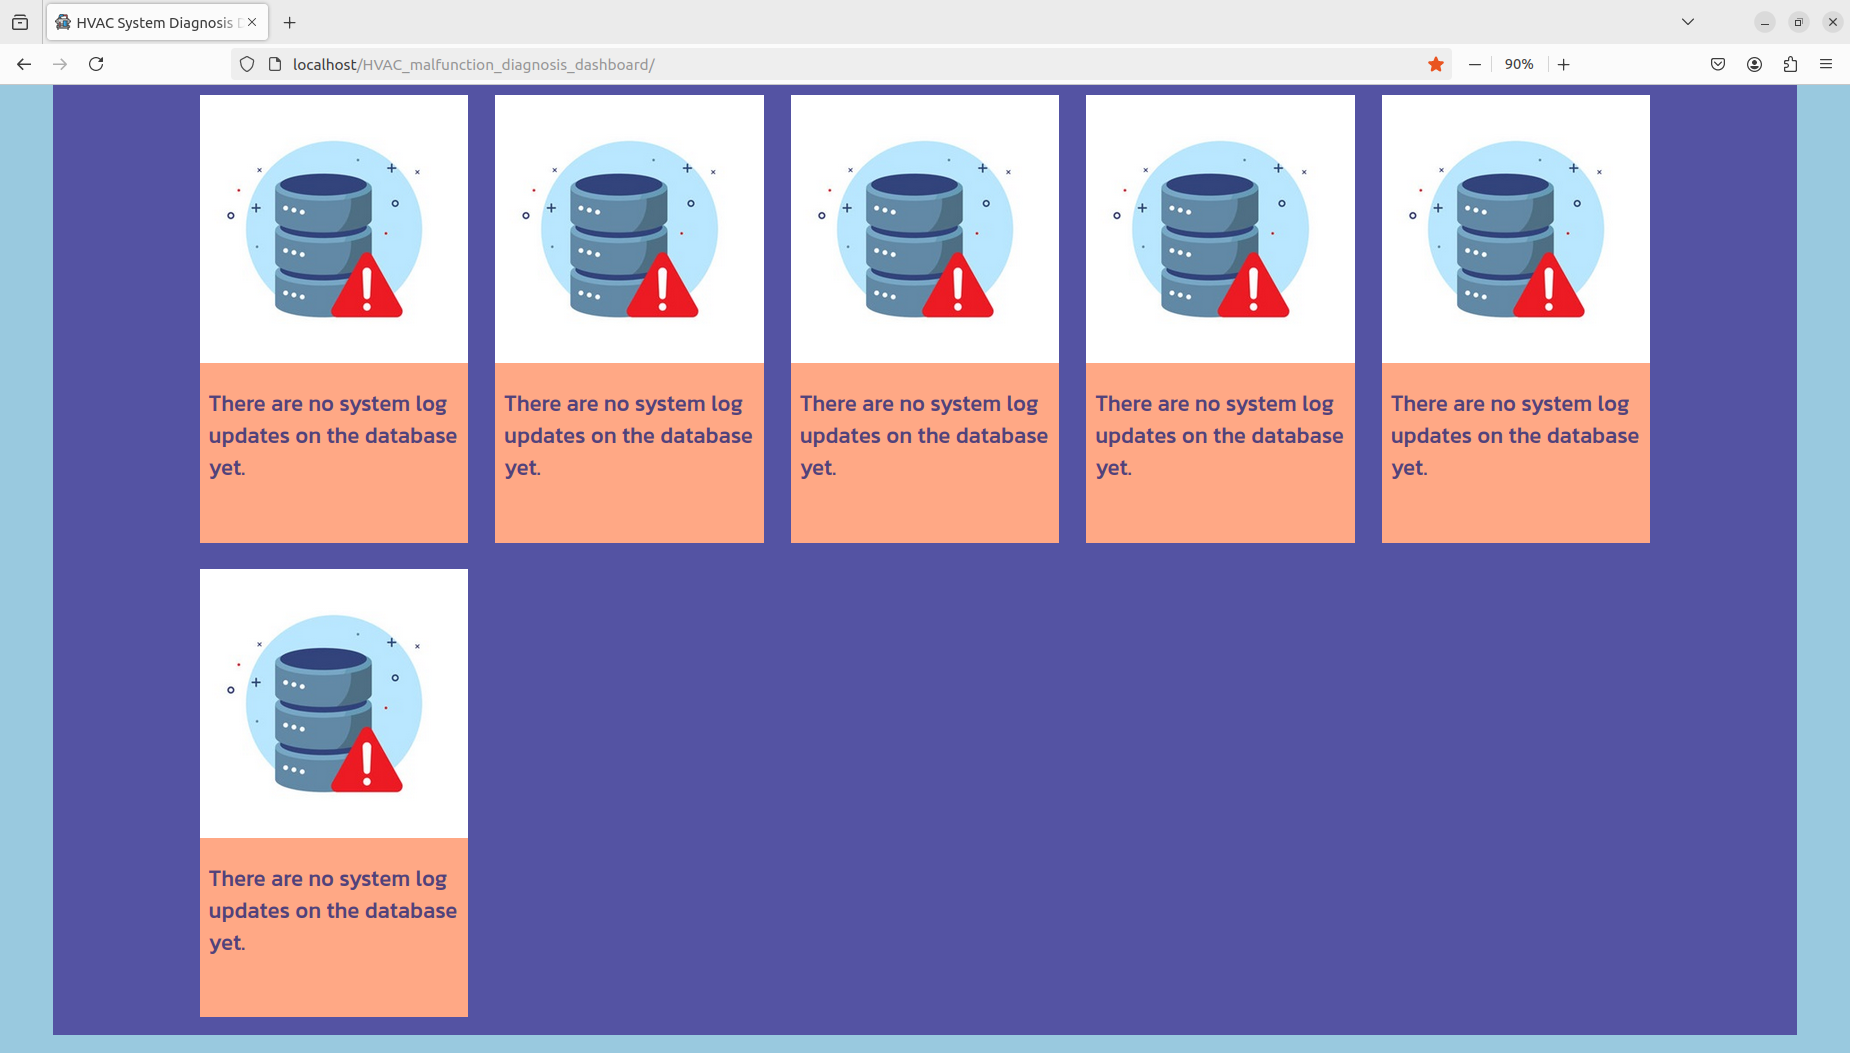 HVAC System Diagnosis
localhost/HVAC_malfunction_diagnosis_dashboard/
90%
There are no system log
updates on the database
yet.
There are no system log
updates on the database
yet.
There are no system log
updates on the database
yet.
There are no system log
updates on the database
yet.
There are no system log
updates on the database
yet.
There are no system log
updates on the database
yet.